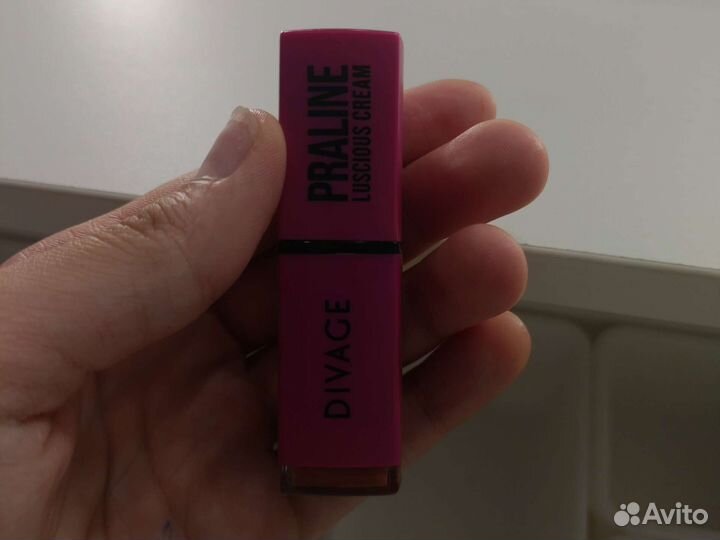 PRALINE
LUSCIOUS CREAM
DIVAGE
Avito